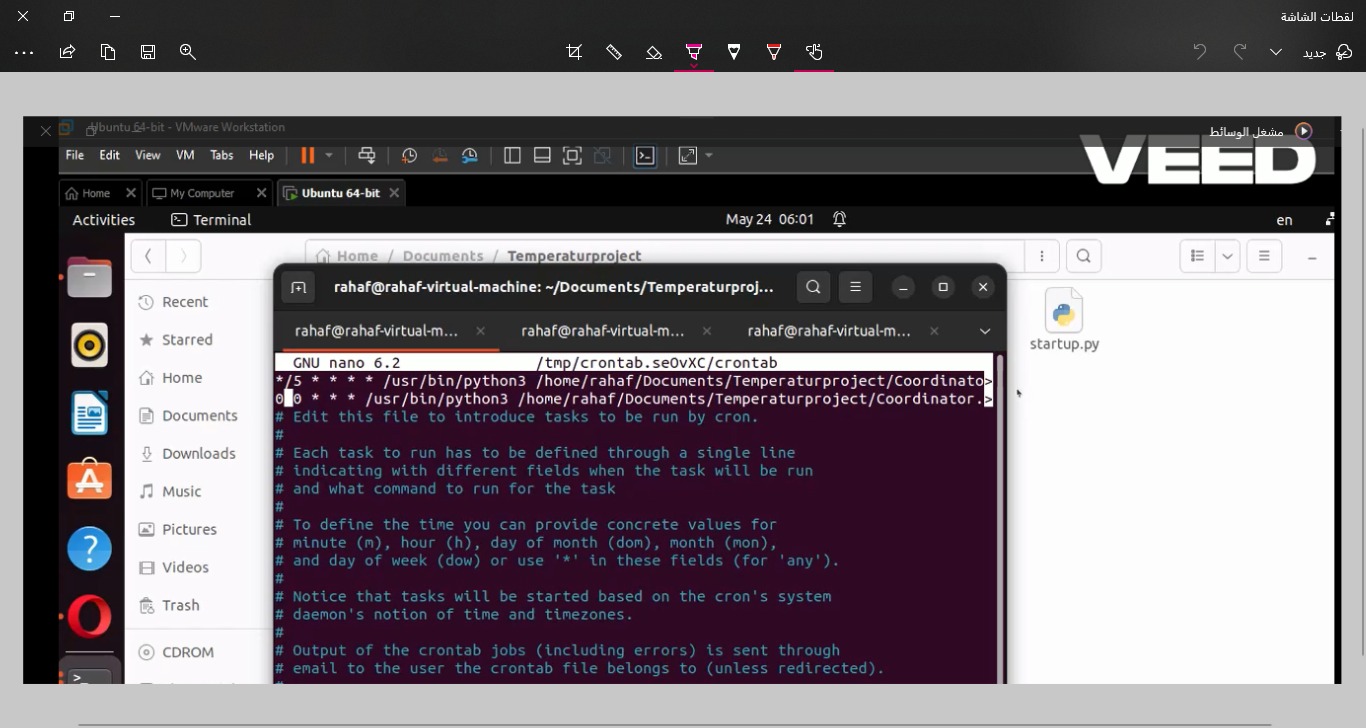 لقطات الشاشة
جديد
Ubuntu 64-bit - VMware Workstation
مشغل الوسائط
File Edit View VM Tabs Help
VEED
Home My Computer Ubuntu 64-bit
Activities Terminal May 24 06:01 en
Home / Documents / Temperaturproject
rahaf@rahaf-virtual-machine: ~/Documents/Temperaturproj...
rahaf@rahaf-virtual-m... rahaf@rahaf-virtual-m... rahaf@rahaf-virtual-m...
Recent
Starred
Home
Documents
Downloads
Music
Pictures
Videos
Trash
CDROM
startup.py
GNU nano 6.2 /tmp/crontab.seOvXC/crontab
*/5 * * * * /usr/bin/python3 /home/rahaf/Documents/Temperaturproject/Coordinato>
0 0 * * * /usr/bin/python3 /home/rahaf/Documents/Temperaturproject/Coordinator.>
# Edit this file to introduce tasks to be run by cron.
#
# Each task to run has to be defined through a single line
# indicating with different fields when the task will be run
# and what command to run for the task
#
# To define the time you can provide concrete values for
# minute (m), hour (h), day of month (dom), month (mon),
# and day of week (dow) or use '*' in these fields (for 'any').
#
# Notice that tasks will be started based on the cron's system
# daemon's notion of time and timezones.
#
# Output of the crontab jobs (including errors) is sent through
# email to the user the crontab file belongs to (unless redirected).
#